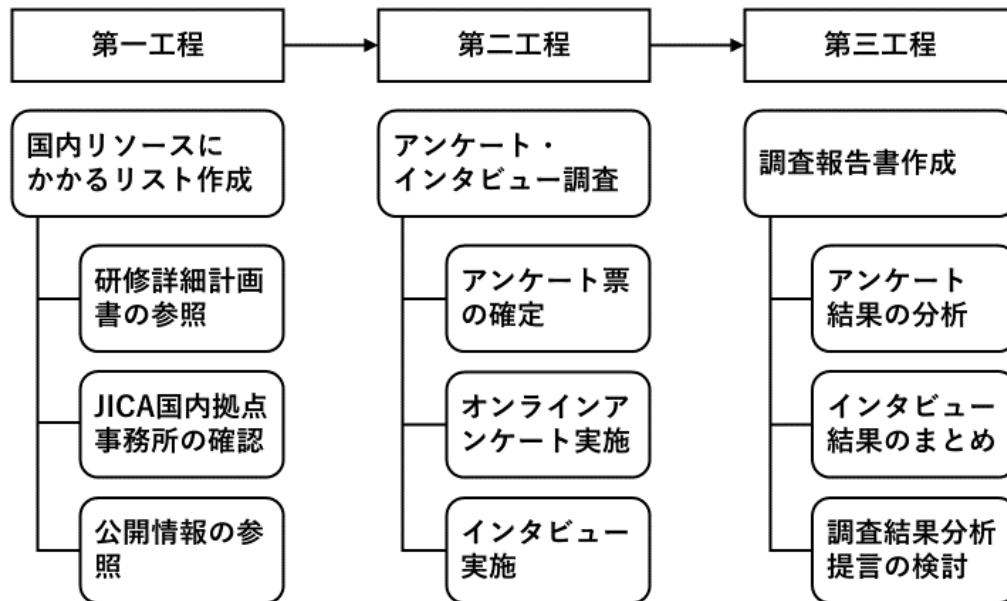 第一工程
第二工程
第三工程
国内リソースに
かかるリスト作成
研修詳細計画
書の参照
JICA国内拠点
事務所の確認
公開情報の参
照
アンケート・
インタビュー調査
アンケート票
の確定
オンラインア
ンケート実施
インタビュー
実施
調査報告書作成
アンケート
結果の分析
インタビュー
結果のまとめ
調査結果分析
提言の検討